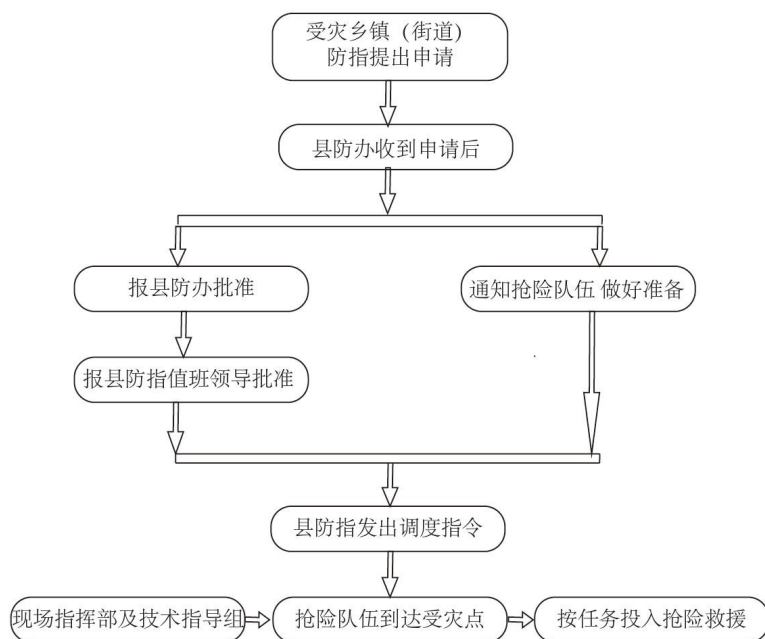 受灾乡镇（街道）
防指提出申请
县防办收到申请后
报县防办批准
通知抢险队伍 做好准备
报县防指值班领导批准
县防指发出调度指令
现场指挥部及技术指导组
抢险队伍到达受灾点
按任务投入抢险救援